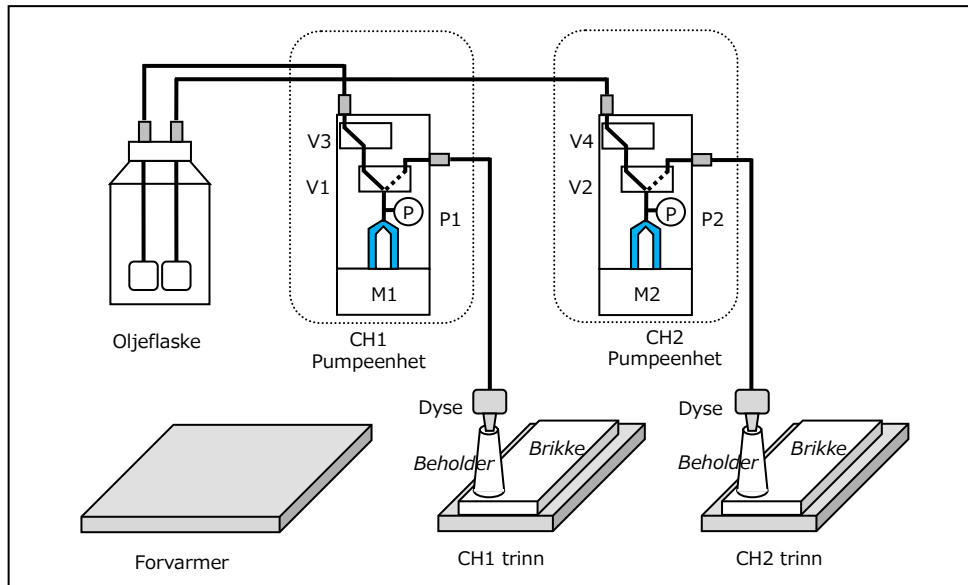 V3
V1
P
P1
M1
V4
V2
P
P2
M2
Oljeflaske
CH1
Pumpeenhet
CH2
Pumpeenhet
Dyse
Beholder
Brikke
Dyse
Beholder
Brikke
Forvarmer
CH1 trinn
CH2 trinn